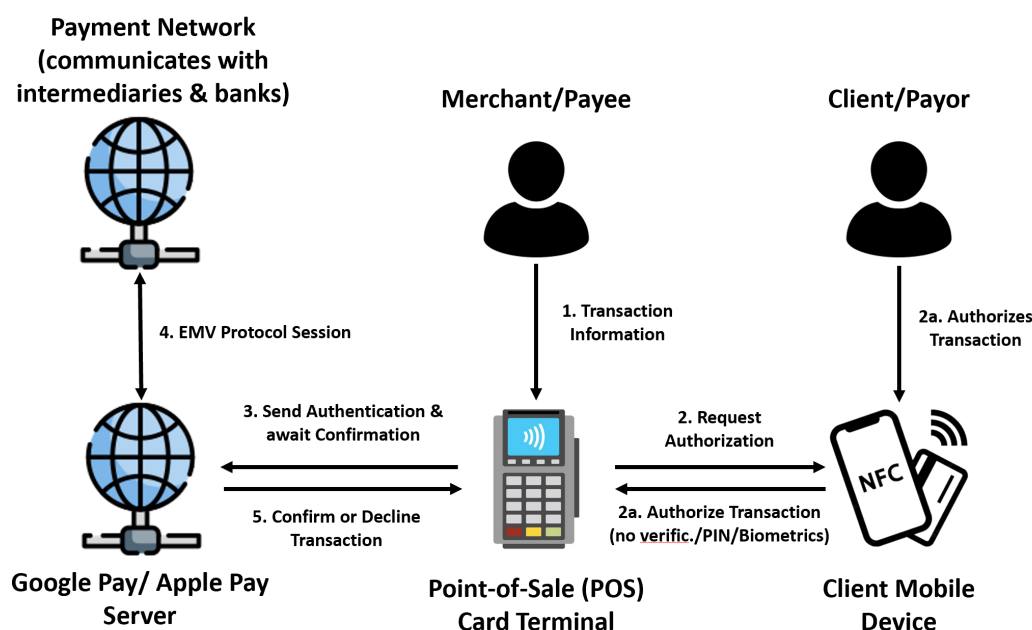 Payment Network
(communicates with
intermediaries & banks)
Merchant/Payee
Client/Payor
1. Transaction
Information
2a. Authorizes
Transaction
4. EMV Protocol Session
3. Send Authentication &
await Confirmation
2. Request
Authorization
NFC
5. Confirm or Decline
Transaction
2a. Authorize Transaction
(no verific./PIN/Biometrics)
Google Pay/ Apple Pay
Server
Point-of-Sale (POS)
Card Terminal
Client Mobile
Device